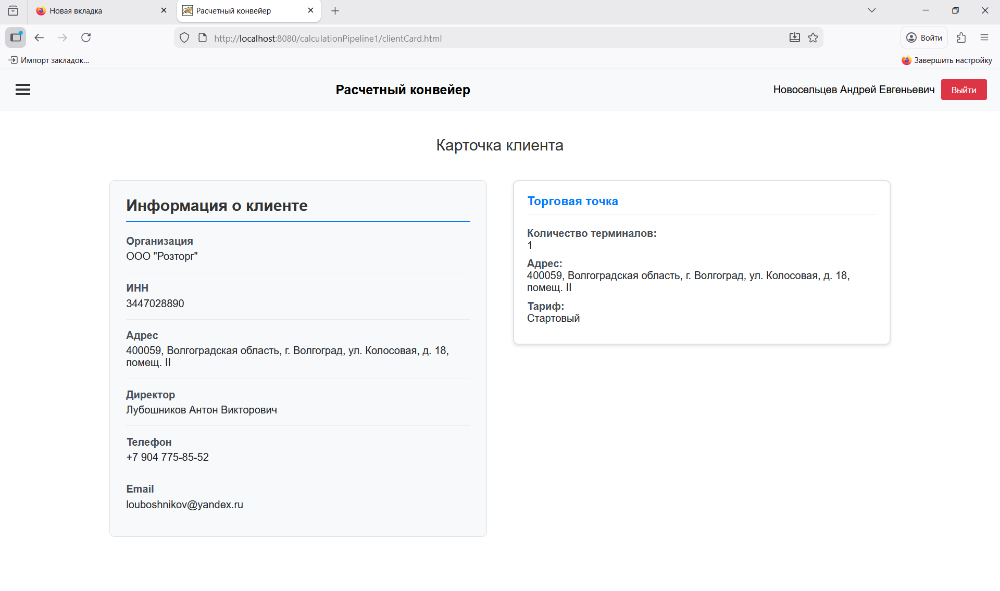 Новая вкладка
Расчетный конвейер
http://localhost:8080/calculationPipeline1/clientCard.html
Войти
Импорт закладок...
Завершить настройку
Расчетный конвейер
Новосельцев Андрей Евгеньевич
Выйти
Карточка клиента
Информация о клиенте
Организация
ООО "Розторг"
ИНН
3447028890
Адрес
400059, Волгоградская область, г. Волгоград, ул. Колосовая, д. 18,
помещ. II
Директор
Лубошников Антон Викторович
Телефон
+7 904 775-85-52
Email
louboshnikov@yandex.ru
Торговая точка
Количество терминалов:
1
Адрес:
400059, Волгоградская область, г. Волгоград, ул. Колосовая, д. 18,
помещ. II
Тариф:
Стартовый